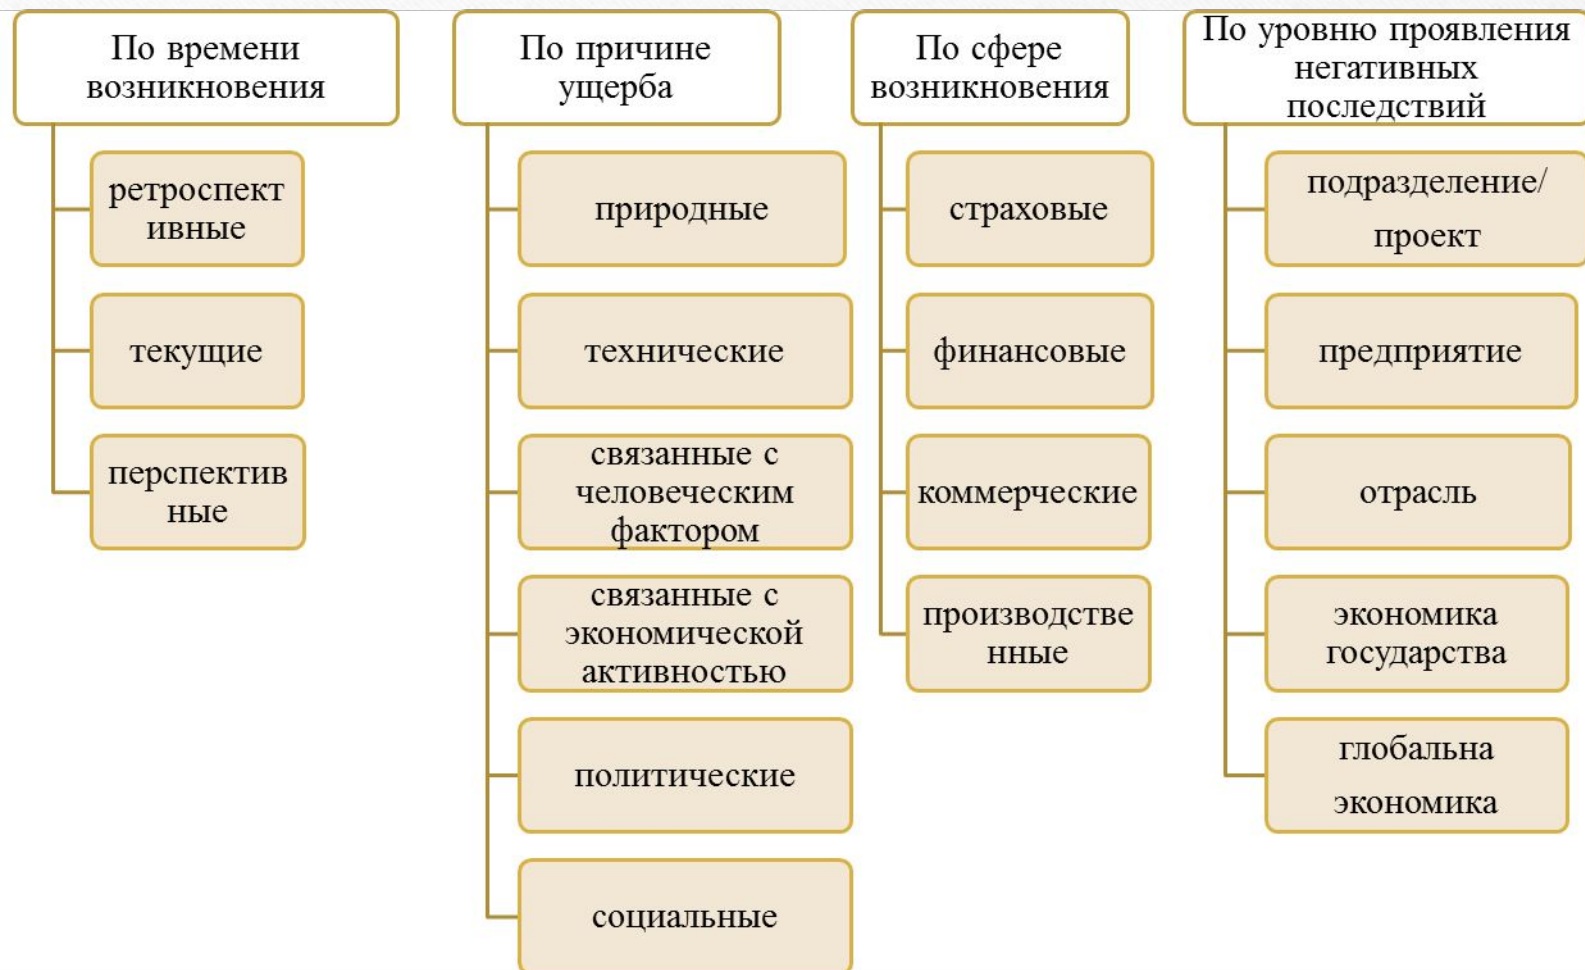 По времени
возникновения
ретроспект
ивные
текущие
перспектив
ные
По причине
ущерба
природные
технические
связанные с
человеческим
фактором
связанные с
экономической
активностью
политические
социальные
По сфере
возникновения
страховые
финансовые
коммерческие
производстве
нные
По уровню проявления
негативных
последствий
подразделение/
проект
предприятие
отрасль
экономика
государства
глобальна
экономика